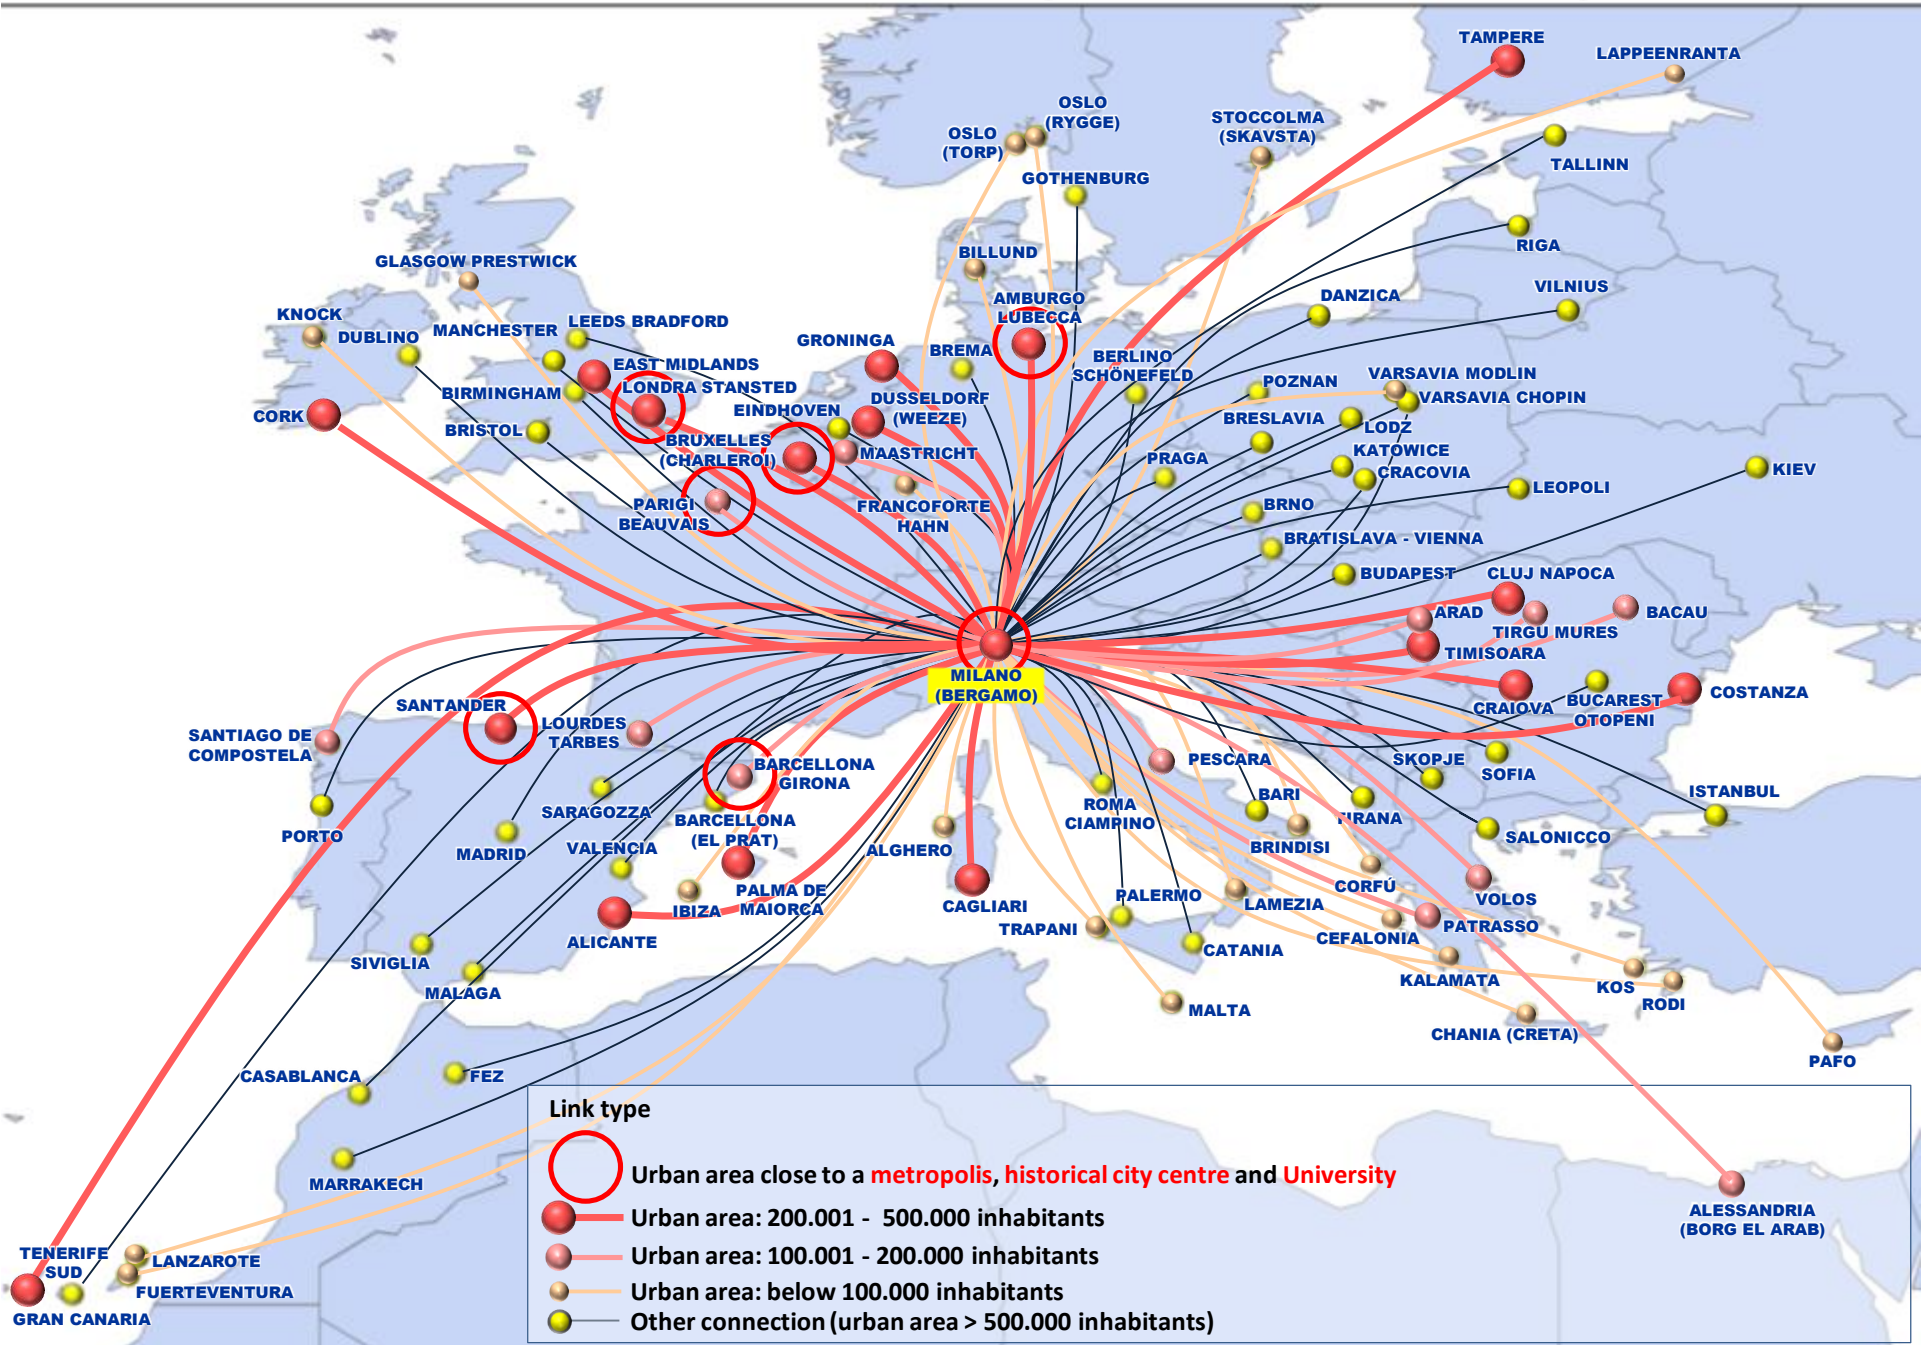 TAMPERE
LAPPEENRANTA
OSLO
(RYGGE)
OSLO
(TORP)
STOCCOLMA
(SKAVSTA)
TALLINN
GOTHENBURG
RIGA
BILLUND
GLASGOW PRESTWICK
VILNIUS
DANZICA
AMBURGO
LUBECCA
KNOCK
DUBLINO
MANCHESTER
LEEDS BRADFORD
GRONINGA
BREMA
BERLINO
SCHÖNEFELD
EAST MIDLANDS
VARSAVIA MODLIN
POZNAN
BIRMINGHAM
LONDRA STANSTED
DUSSELDORF
(WEEZE)
VARSAVIA CHOPIN
EINDHOVEN
CORK
BRESLAVIA
LODZ
BRISTOL
BRUXELLES
(CHARLEROI)
MAASTRICHT
PRAGA
KATOWICE
CRACOVIA
KIEV
LEOPOLI
PARIGI
BEAUVAIS
FRANCOFORTE
HAHN
BRNO
BRATISLAVA - VIENNA
BUDAPEST
CLUJ NAPOCA
ARAD
BACAU
TIRGU MURES
TIMISOARA
MILANO
(BERGAMO)
COSTANZA
CRAIOVA
BUCAREST
OTOPENI
SANTANDER
LOURDES
TARBES
SANTIAGO DE
COMPOSTELA
BARCELLONA
GIRONA
PESCARA
SKOPJE
SOFIA
ISTANBUL
SARAGOZZA
BARCELLONA
(EL PRAT)
ROMA
CIAMPINO
BARI
TIRANA
PORTO
SALONICCO
MADRID
VALENCIA
ALGHERO
BRINDISI
CORFÚ
PALMA DE
MAIORCA
IBIZA
CAGLIARI
PALERMO
LAMEZIA
VOLOS
TRAPANI
PATRASSO
ALICANTE
CEFALONIA
CATANIA
SIVIGLIA
KALAMATA
KOS
MALAGA
RODI
MALTA
CHANIA (CRETA)
PAFO
CASABLANCA
FEZ
MARRAKECH
ALESSANDRIA
(BORG EL ARAB)
TENERIFE
SUD
LANZAROTE
FUERTEVENTURA
GRAN CANARIA
Link type
Urban area close to a metropolis, historical city centre and University
Urban area: 200.001 - 500.000 inhabitants
Urban area: 100.001 - 200.000 inhabitants
Urban area: below 100.000 inhabitants
Other connection (urban area > 500.000 inhabitants)